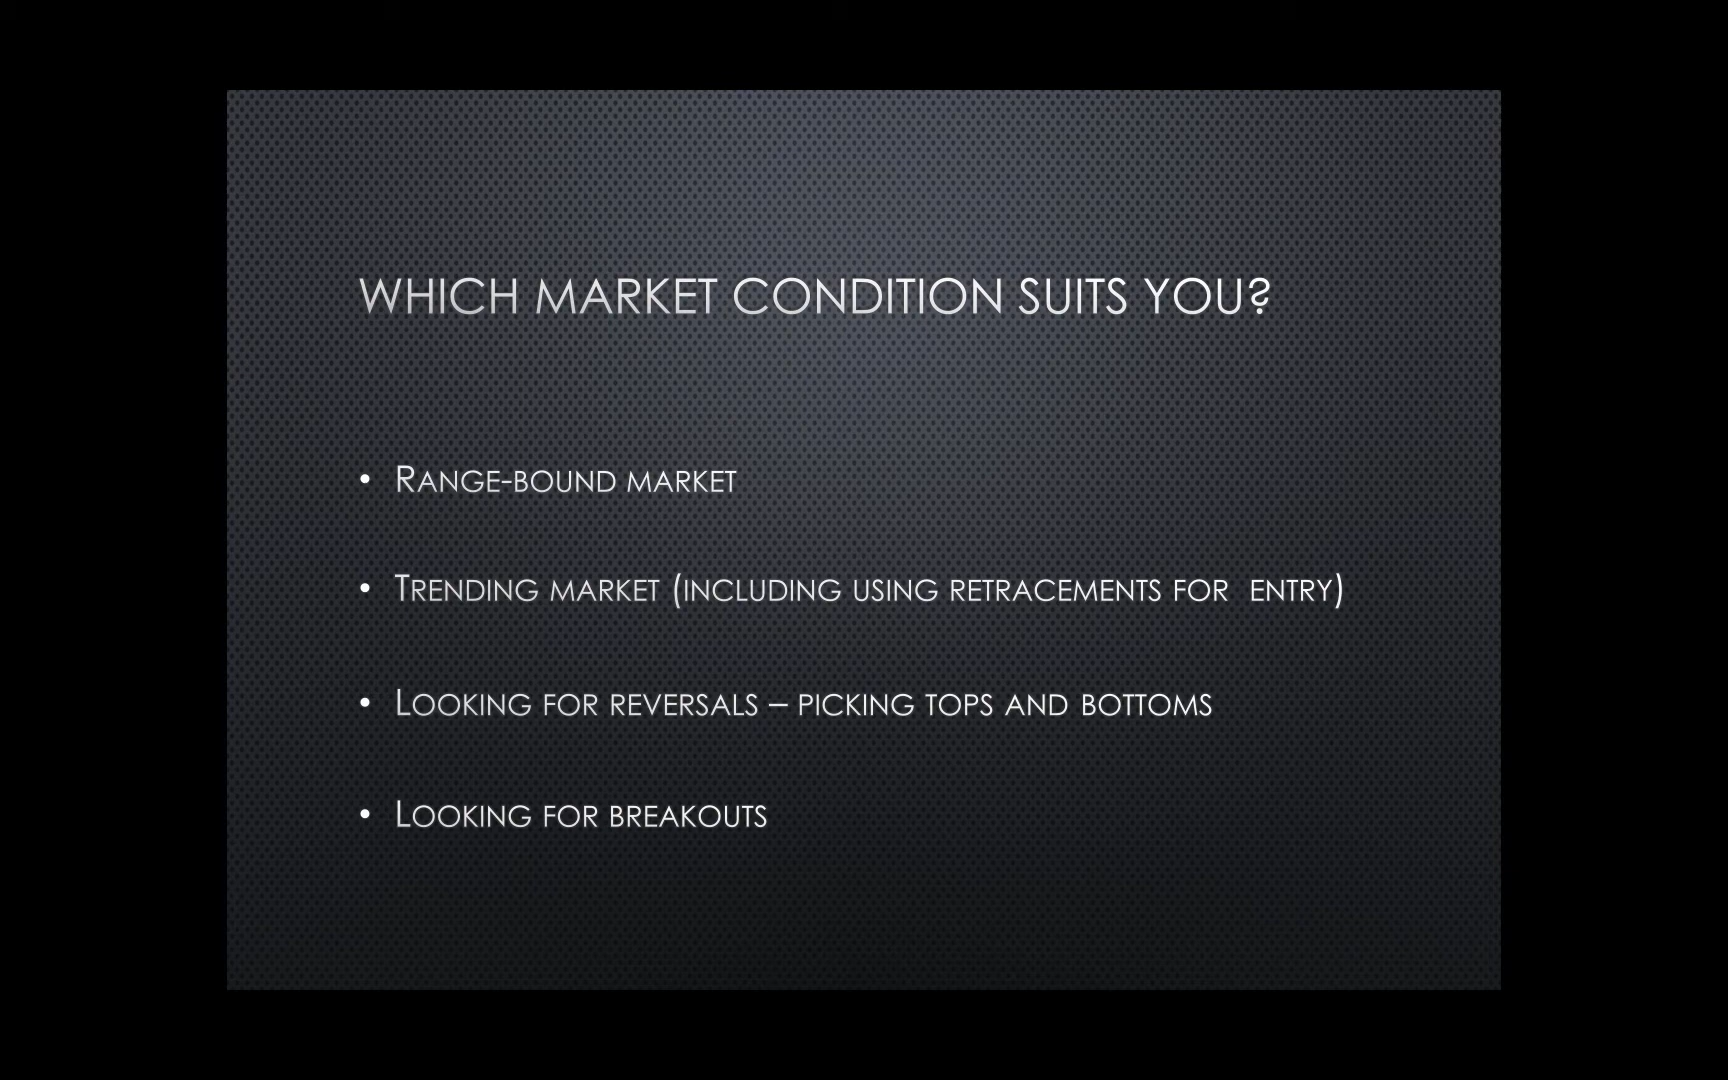 WHICH MARKET CONDITION SUITS YOU?
• RANGE-BOUND MARKET
• TRENDING MARKET (INCLUDING USING RETRACEMENTS FOR  ENTRY)
• LOOKING FOR REVERSALS – PICKING TOPS AND BOTTOMS
• LOOKING FOR BREAKOUTS